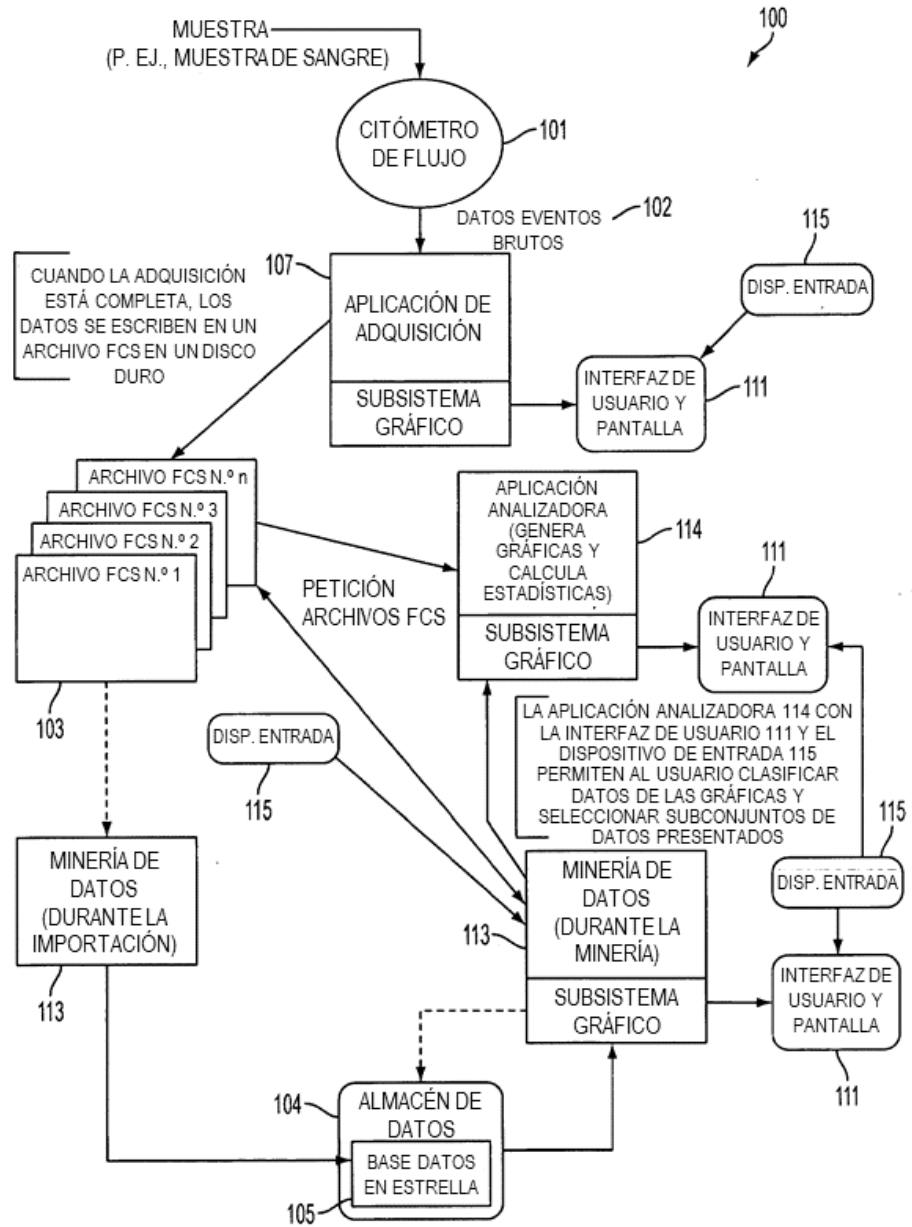 MUESTRA
(P. EJ., MUESTRA DE SANGRE)
100
CITÓMETRO
DE FLUJO
101
DATOS EVENTOS
BRUTOS
102
107
CUANDO LA ADQUISICIÓN
ESTÁ COMPLETA, LOS
DATOS SE ESCRIBEN EN UN
ARCHIVO FCS EN UN DISCO
DURO
APLICACIÓN DE
ADQUISICIÓN
SUBSISTEMA
GRÁFICO
115
DISP. ENTRADA
INTERFAZ DE
USUARIO Y
PANTALLA
111
ARCHIVO FCS N.º n
ARCHIVO FCS N.º 3
ARCHIVO FCS N.º 2
ARCHIVO FCS N.º 1
103
PETICIÓN
ARCHIVOS FCS
APLICACIÓN
ANALIZADORA
(GENERA
GRÁFICAS Y
CALCULA
ESTADÍSTICAS)
SUBSISTEMA
GRÁFICO
114
111
INTERFAZ DE
USUARIO Y
PANTALLA
LA APLICACIÓN ANALIZADORA 114 CON
LA INTERFAZ DE USUARIO 111 Y EL
DISPOSITIVO DE ENTRADA 115
PERMITEN AL USUARIO CLASIFICAR
DATOS DE LAS GRÁFICAS Y
SELECCIONAR SUBCONJUNTOS DE
DATOS PRESENTADOS
DISP. ENTRADA
115
115
DISP. ENTRADA
MINERÍA DE
DATOS
(DURANTE LA
IMPORTACIÓN)
113
MINERÍA DE
DATOS
(DURANTE LA
MINERÍA)
113
SUBSISTEMA
GRÁFICO
INTERFAZ DE
USUARIO Y
PANTALLA
111
104
ALMACÉN DE
DATOS
BASE DATOS
EN ESTRELLA
105